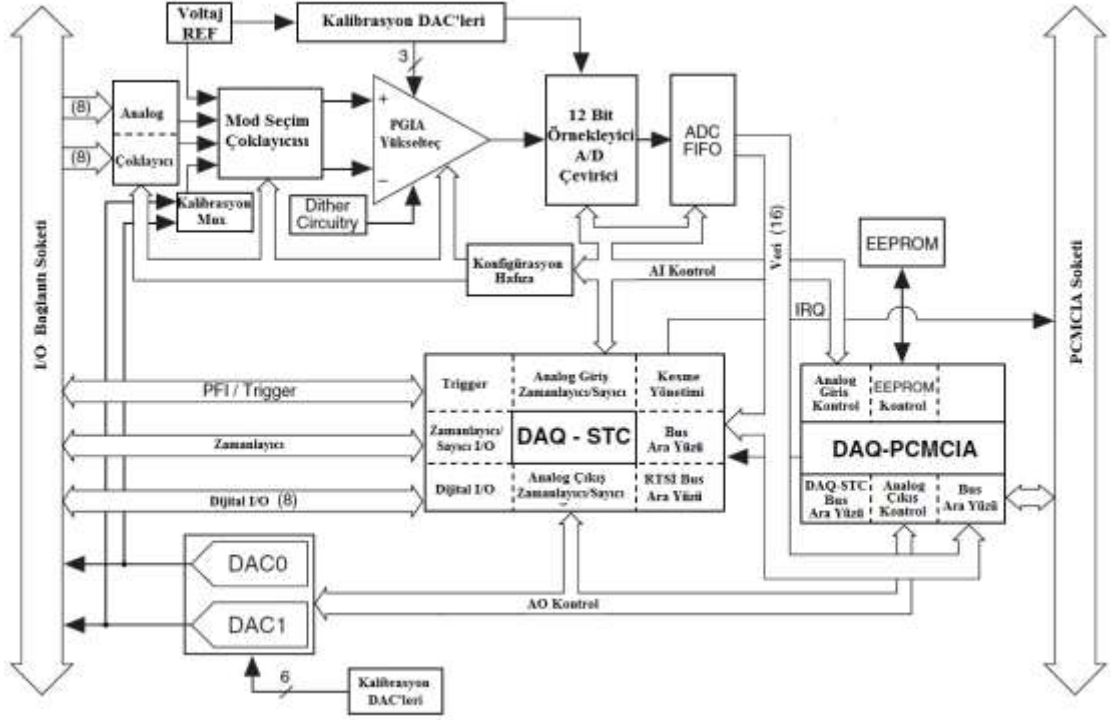 Voltaj
REF
Kalibrasyon DAC'leri
3
(8)
(8)
Analog
Çoklayıcı
Mod Seçim
Çoklayıcısı
+
PGIA
Yükselteç
−
12 Bit
Örnekleyici
A/D
Çevirici
ADC
FIFO
Kalibrasyon
Mux
Dither
Circuitry
Konfigürasyon
Hafıza
AI Kontrol
Veri (16)
EEPROM
IRQ
I/O Bağlantı Soketi
PCMCIA Soketi
PFI / Trigger
Zamanlayıcı
Dijital I/O (8)
Trigger
Analog Giriş
Zamanlayıcı/Sayıcı
Kesme
Yönetimi
Zamanlayıcı/
Sayıcı I/O
DAQ - STC
Bus
Ara Yüzü
Dijital I/O
Analog Çıkış
Zamanlayıcı/Sayıcı
RTSI Bus
Ara Yüzü
Analog
Giris
Kontrol
EEPROM
Kontrol
DAQ-PCMCIA
DAQ-STC
Bus
Ara Yüzü
Analog
Çıkış
Kontrol
Bus
Ara Yüzü
DAC0
DAC1
AO Kontrol
6
Kalibrasyon
DAC'leri